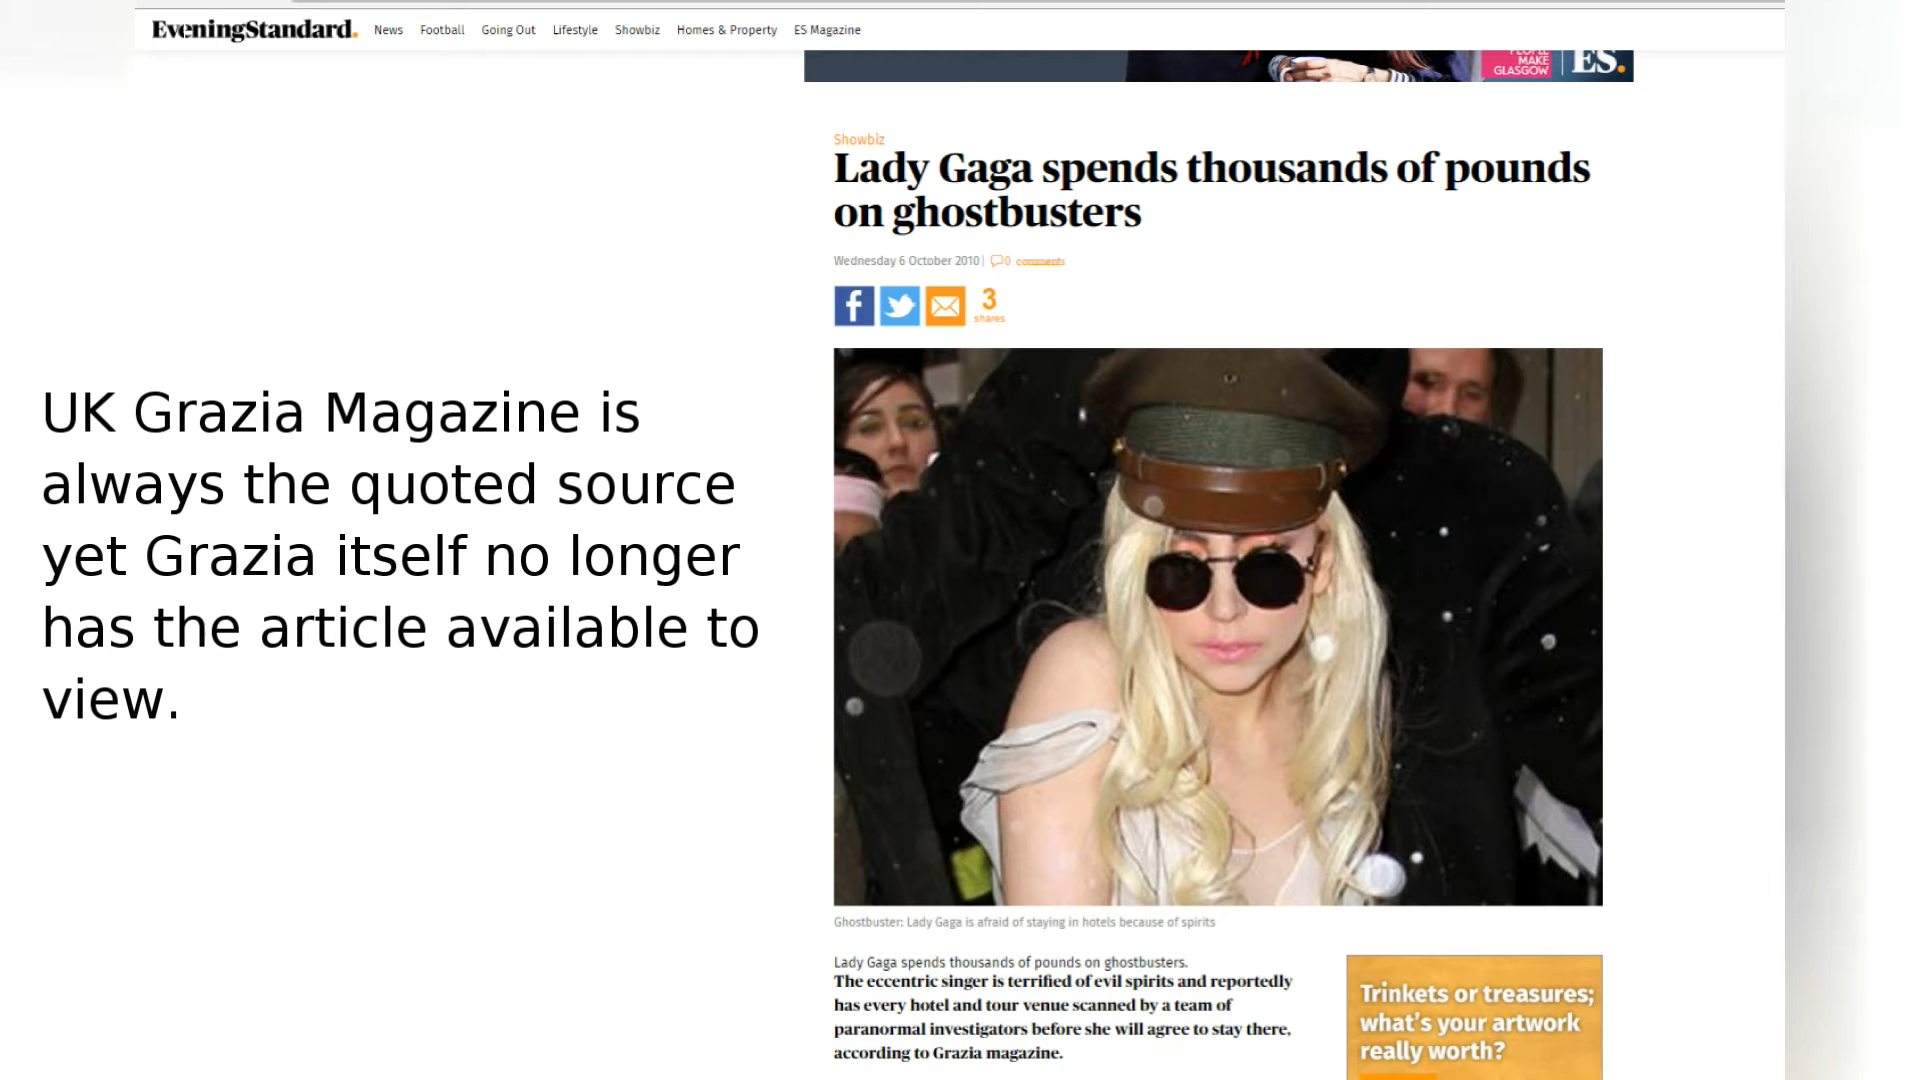 EveningStandard.
News Football Going Out Lifestyle Showbiz Homes & Property ES Magazine
PEOPLE
MAKE
GLASGOW
ES.
Showbiz
Lady Gaga spends thousands of pounds
on ghostbusters
Wednesday 6 October 2010 | 0 comments
3
shares
UK Grazia Magazine is
always the quoted source
yet Grazia itself no longer
has the article available to
view.
Ghostbuster: Lady Gaga is afraid of staying in hotels because of spirits
Lady Gaga spends thousands of pounds on ghostbusters.
The eccentric singer is terrified of evil spirits and reportedly
has every hotel and tour venue scanned by a team of
paranormal investigators before she will agree to stay there,
according to Grazia magazine.
Trinkets or treasures;
what's your artwork
really worth?